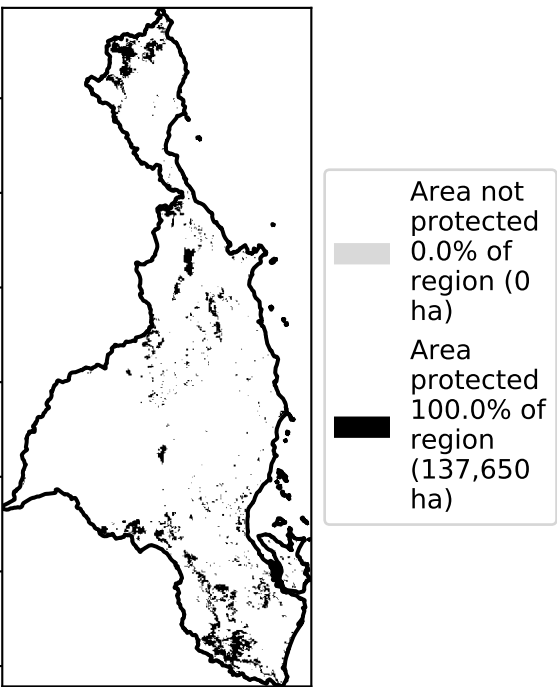 Area not
protected
0.0% of
region (0
ha)
Area
protected
100.0% of
region
(137,650
ha)